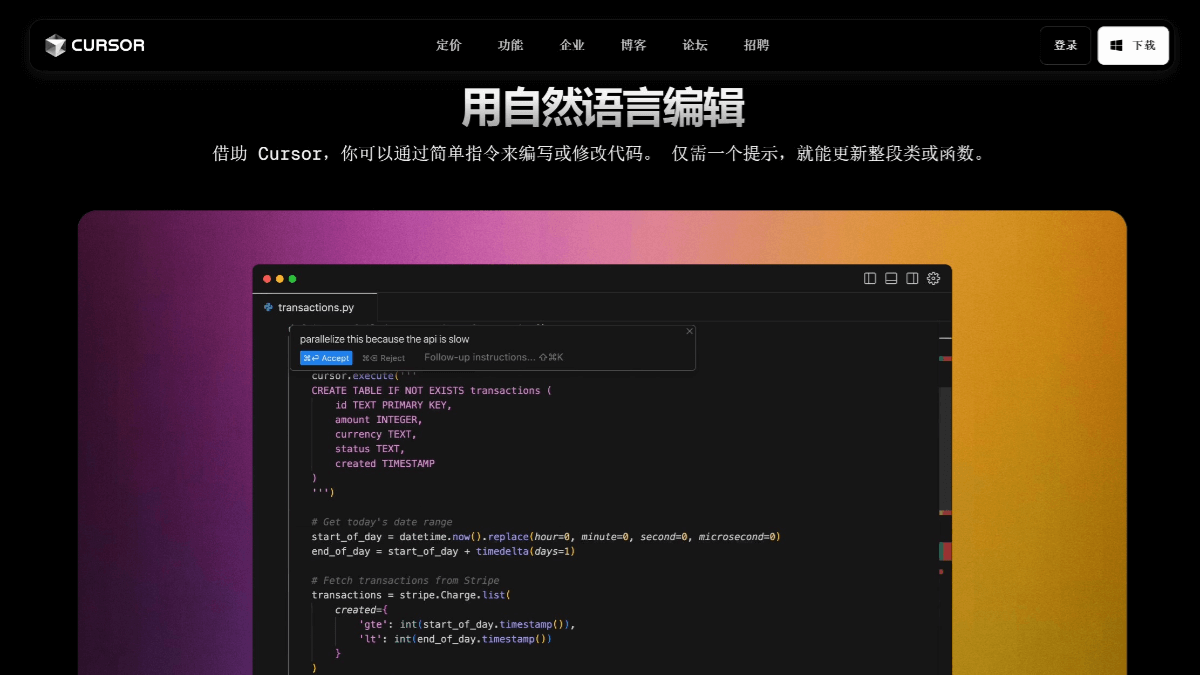 CURSOR
定价 功能 企业 博客 论坛 招聘
登录 下载
用自然语言编辑
借助 Cursor，你可以通过简单指令来编写或修改代码。 仅需一个提示，就能更新整段类或函数。
transactions.py
parallelize this because the api is slow
⌘⏎ Accept ⌘⌫ Reject Follow-up instructions... ⇧⌘K
cursor.execute('''
CREATE TABLE IF NOT EXISTS transactions (
id TEXT PRIMARY KEY,
amount INTEGER,
currency TEXT,
status TEXT,
created TIMESTAMP
)
''')
# Get today's date range
start_of_day = datetime.now().replace(hour=0, minute=0, second=0, microsecond=0)
end_of_day = start_of_day + timedelta(days=1)
# Fetch transactions from Stripe
transactions = stripe.Charge.list(
created={
'gte': int(start_of_day.timestamp()),
'lt': int(end_of_day.timestamp())
}
)